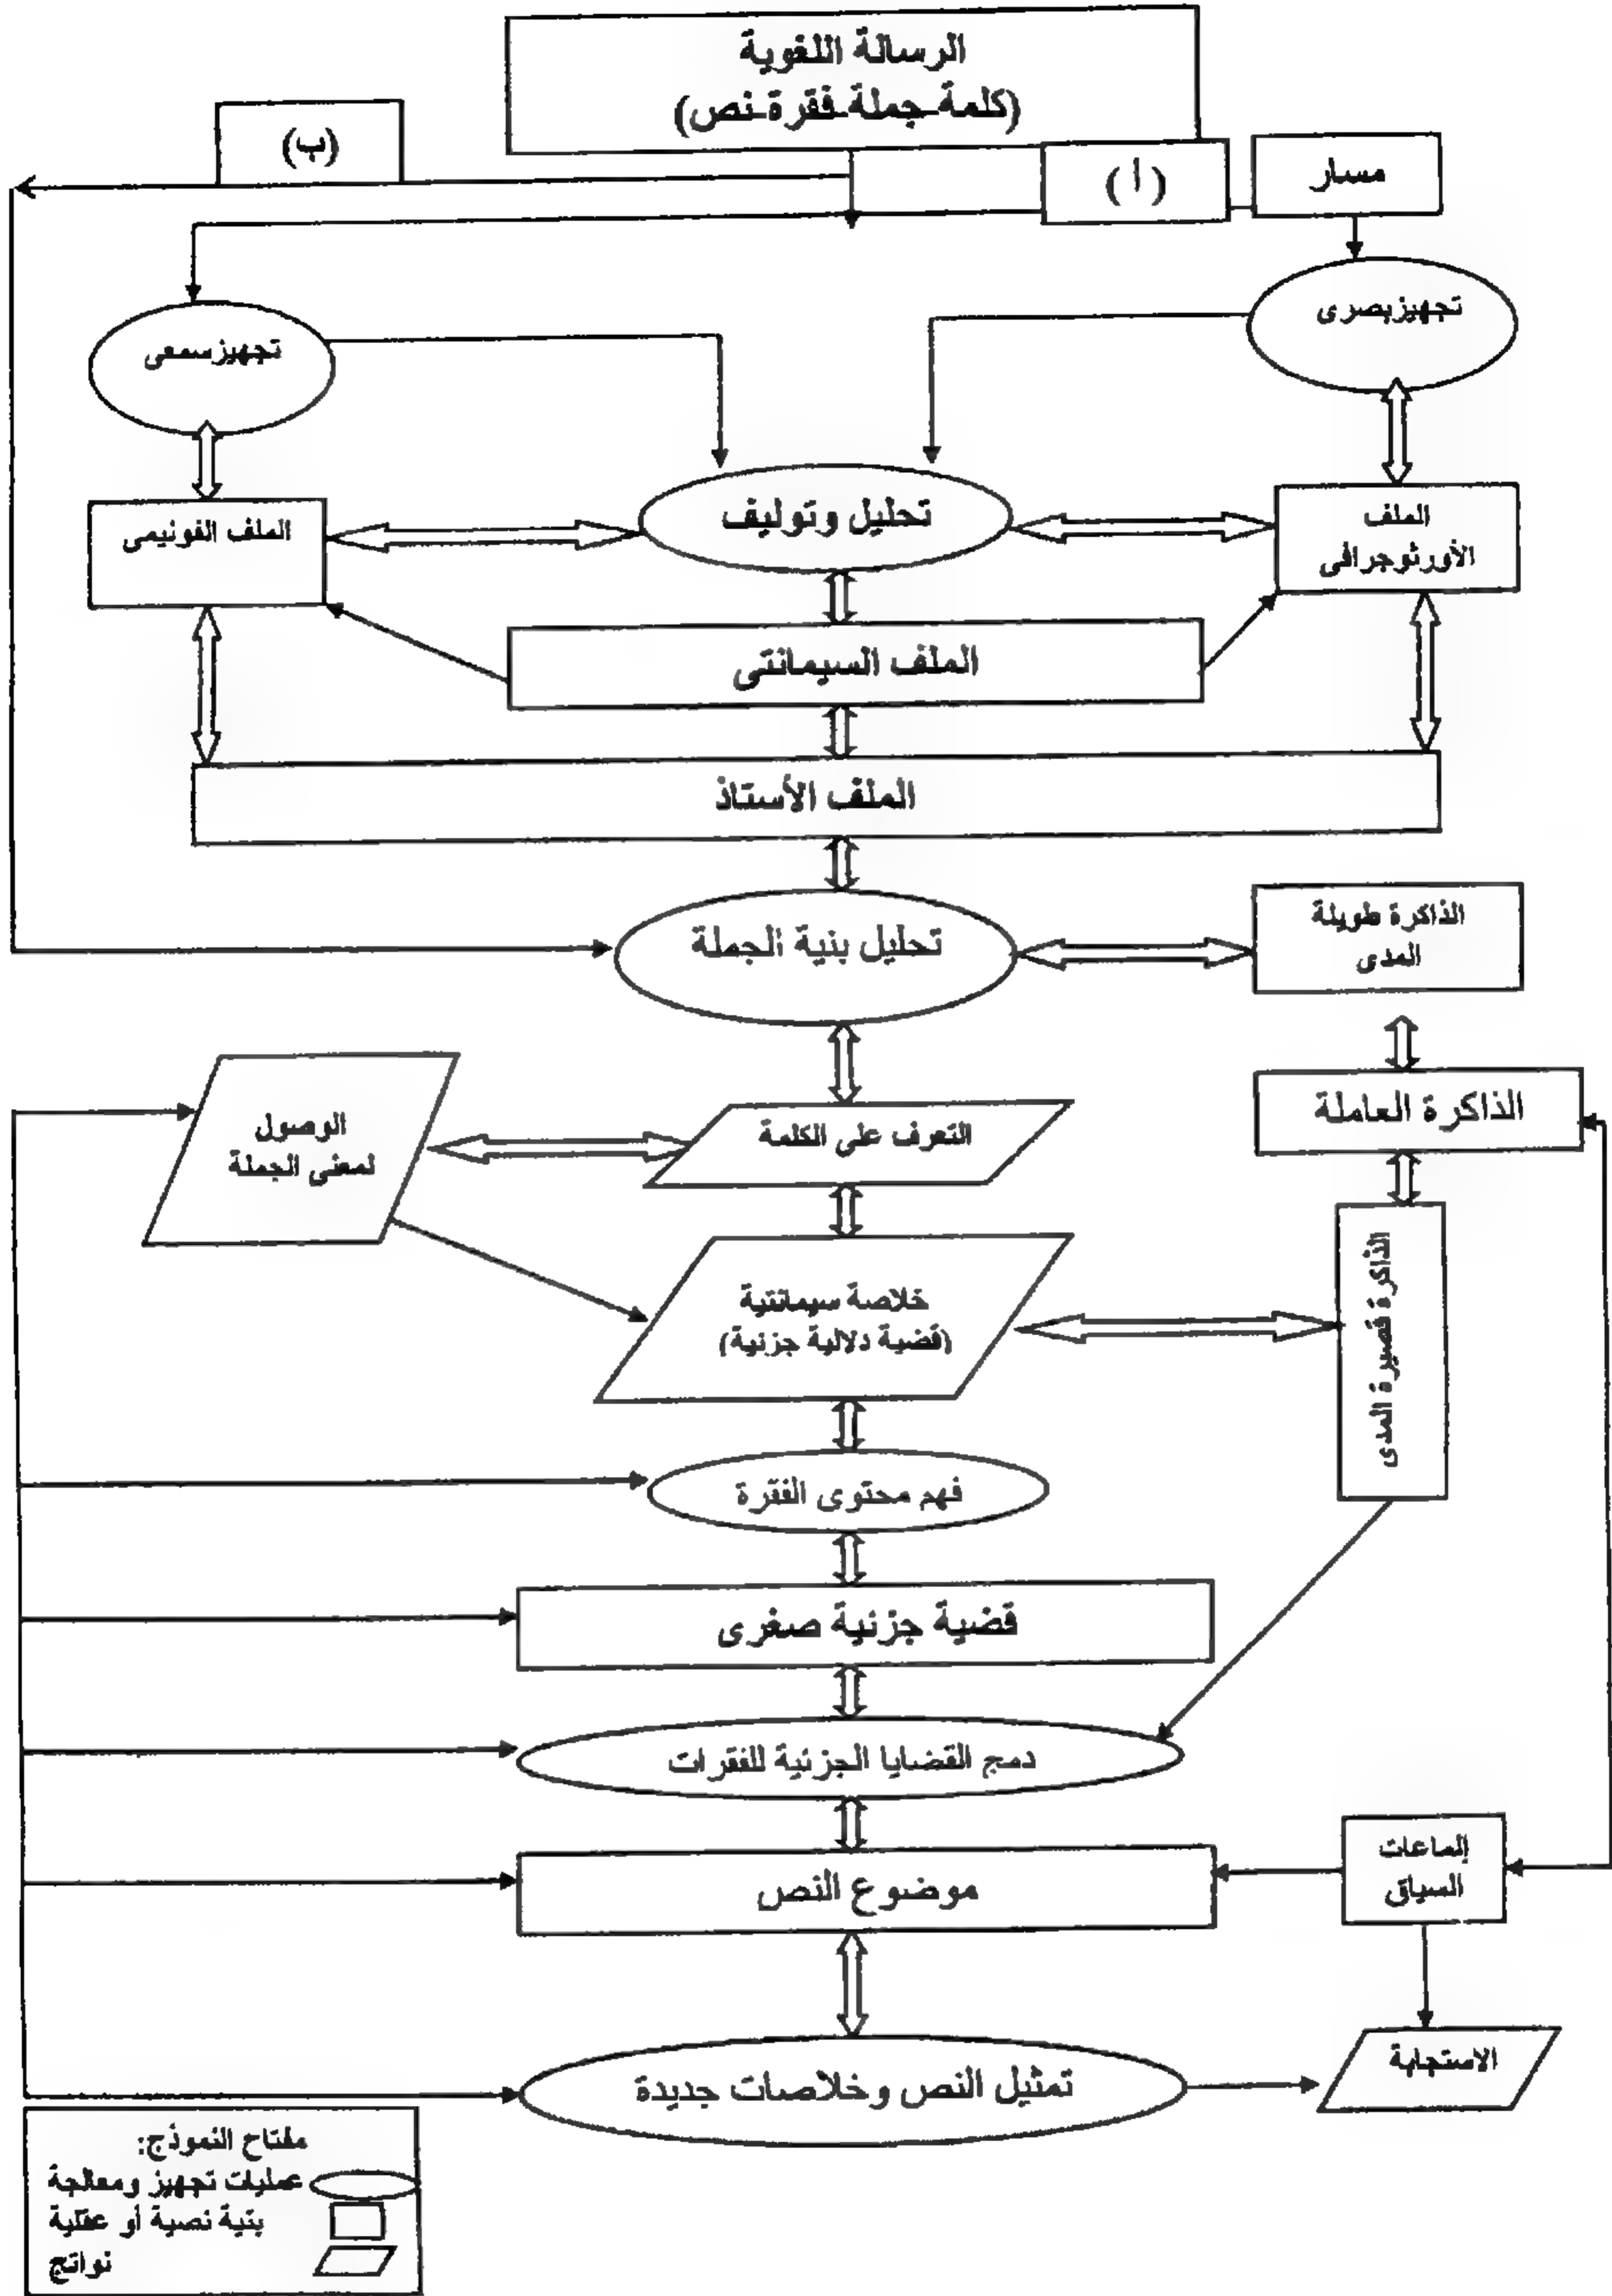 الرسالة اللغوية
(كلمة-جملة-فقرة-نص)
مسار
(أ)
(ب)
تجهيزبصرى
تجهيزسمعى
تحليل وتوليف
الملف
الأورثوجرافى
الملف الفونيمى
الملف السيمانتى
الملف الأستاذ
تحليل بنية الجملة
الذاكرة طويلة
المدى
الذاكرة العاملة
التعرف على الكلمة
الوصول
لمعنى الجملة
الذاكرة قصيرة المدى
خلاصة سيمانتية
(قضية دلالية جزئية)
فهم محتوى الفقرة
قضية جزئية صغرى
دمج القضايا الجزئية للفقرات
إلماعات
السياق
موضوع النص
الاستجابة
تمثيل النص وخلاصات جديدة
مفتاح النموذج:
عمليات تجهيز ومعالجة
بنية نصية أو عقلية
نواتج